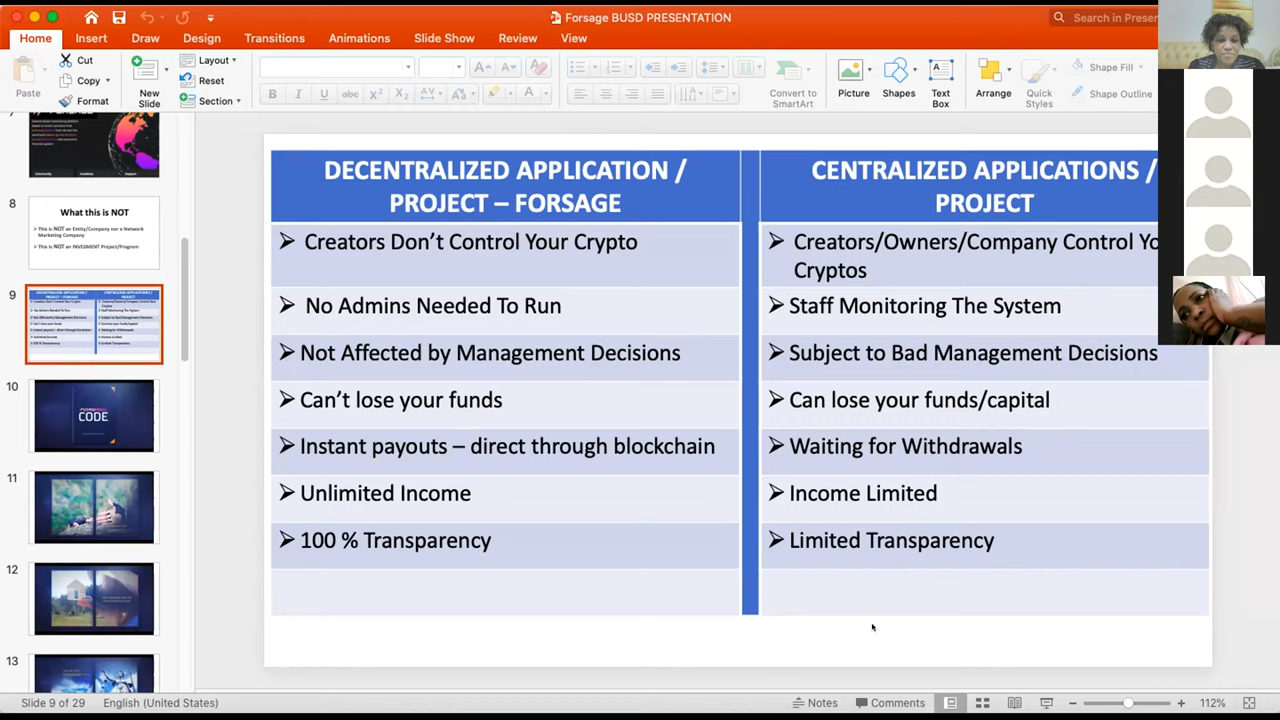 Forsage BUSD PRESENTATION
Search in Presen
Home Insert Draw Design Transitions Animations Slide Show Review View
Paste
Cut
Copy
Format
New
Slide
Layout
Reset
Section
Convert to
SmartArt
Picture
Shapes
Text
Box
Arrange
Quick
Styles
Shape Fill
Shape Outline
7
8
What this is NOT
This is NOT an Entity/Company nor a Network
Marketing Company
This is NOT an INVESMENT Project/Program
9
10
CODE
11
12
13
DECENTRALIZED APPLICATION /
PROJECT – FORSAGE
Creators Don’t Control Your Crypto
No Admins Needed To Run
Not Affected by Management Decisions
Can’t lose your funds
Instant payouts – direct through blockchain
Unlimited Income
100 % Transparency
CENTRALIZED APPLICATIONS /
PROJECT
Creators/Owners/Company Control Yo
Cryptos
Staff Monitoring The System
Subject to Bad Management Decisions
Can lose your funds/capital
Waiting for Withdrawals
Income Limited
Limited Transparency
Slide 9 of 29 English (United States) Notes Comments 112%